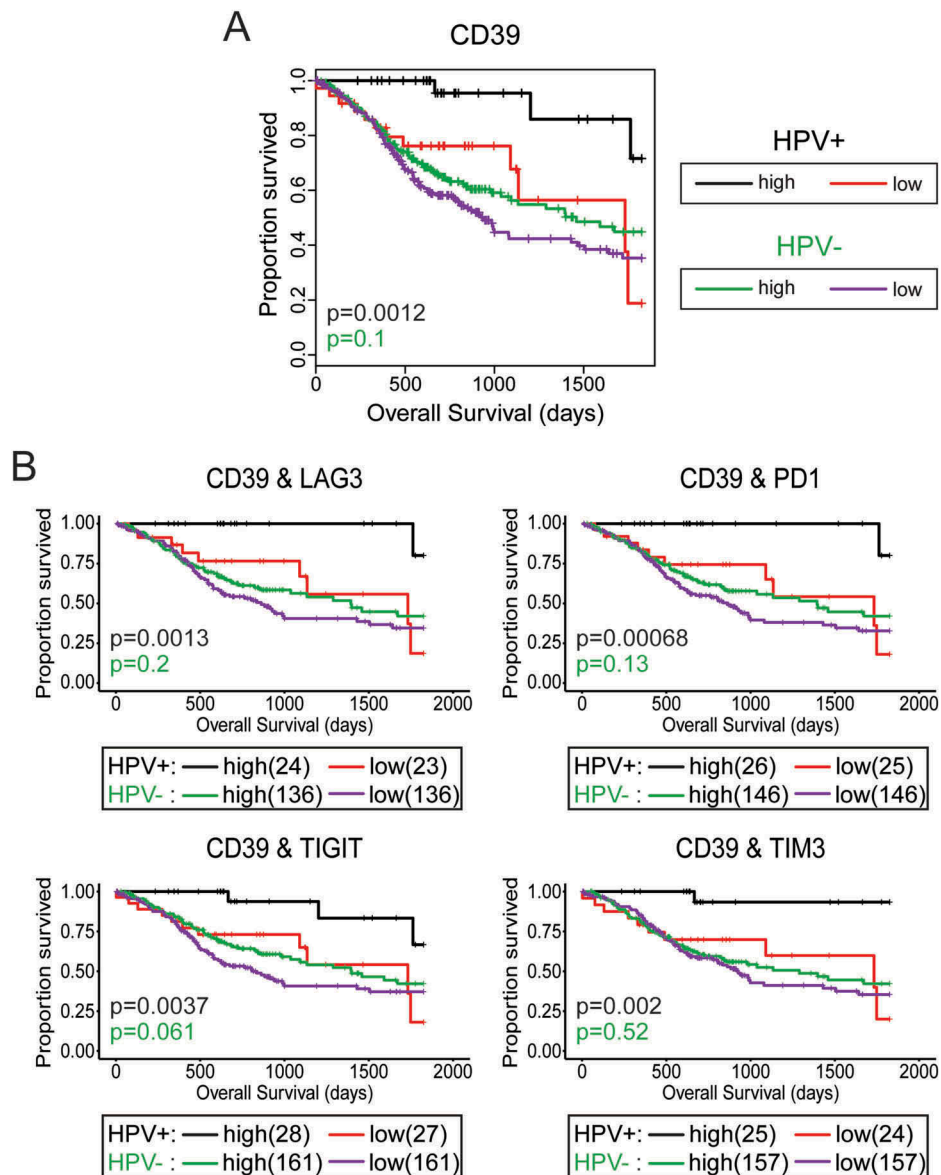 A
CD39
Proportion survived
1.0
0.8
0.6
0.4
0.2
0.0
p=0.0012
p=0.1
0 500 1000 1500
Overall Survival (days)
HPV+
high low
HPV-
high low
B
CD39 & LAG3
Proportion survived
1.00
0.75
0.50
0.25
0.00
p=0.0013
p=0.2
0 500 1000 1500 2000
Overall Survival (days)
HPV+: high(24) low(23)
HPV- : high(136) low(136)
CD39 & PD1
Proportion survived
1.00
0.75
0.50
0.25
0.00
p=0.00068
p=0.13
0 500 1000 1500 2000
Overall Survival (days)
HPV+: high(26) low(25)
HPV- : high(146) low(146)
CD39 & TIGIT
Proportion survived
1.00
0.75
0.50
0.25
0.00
p=0.0037
p=0.061
0 500 1000 1500 2000
Overall Survival (days)
HPV+: high(28) low(27)
HPV- : high(161) low(161)
CD39 & TIM3
Proportion survived
1.00
0.75
0.50
0.25
0.00
p=0.002
p=0.52
0 500 1000 1500 2000
Overall Survival (days)
HPV+: high(25) low(24)
HPV- : high(157) low(157)